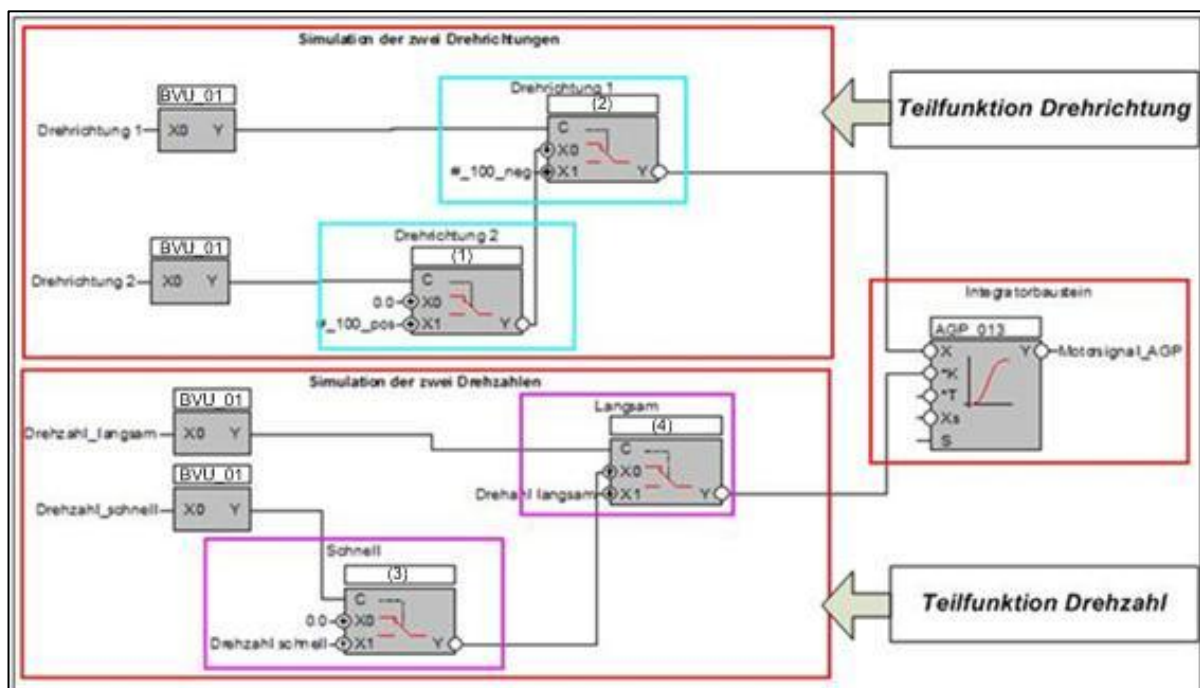 Simulation der zwei Drehrichtungen
Drehrichtung 1
(2)
BVU_01
Drehrichtung 1
X0 Y
C
X0
#_100_neg
X1 Y
Teilfunktion Drehrichtung
Drehrichtung 2
(1)
BVU_01
Drehrichtung 2
X0 Y
C
0.0
X0
#_100_pos
X1 Y
Integratorbaustein
AGP_013
X Y
Motorsignal_AGP
*K
*T
Xs
S
Simulation der zwei Drehzahlen
BVU_01
Drehzahl_langsam
X0 Y
Langsam
(4)
C
X0
Drehahl langsam
X1 Y
BVU_01
Drehzahl_schnell
X0 Y
Schnell
(3)
C
0.0
X0
Drehzahl schnell
X1 Y
Teilfunktion Drehzahl